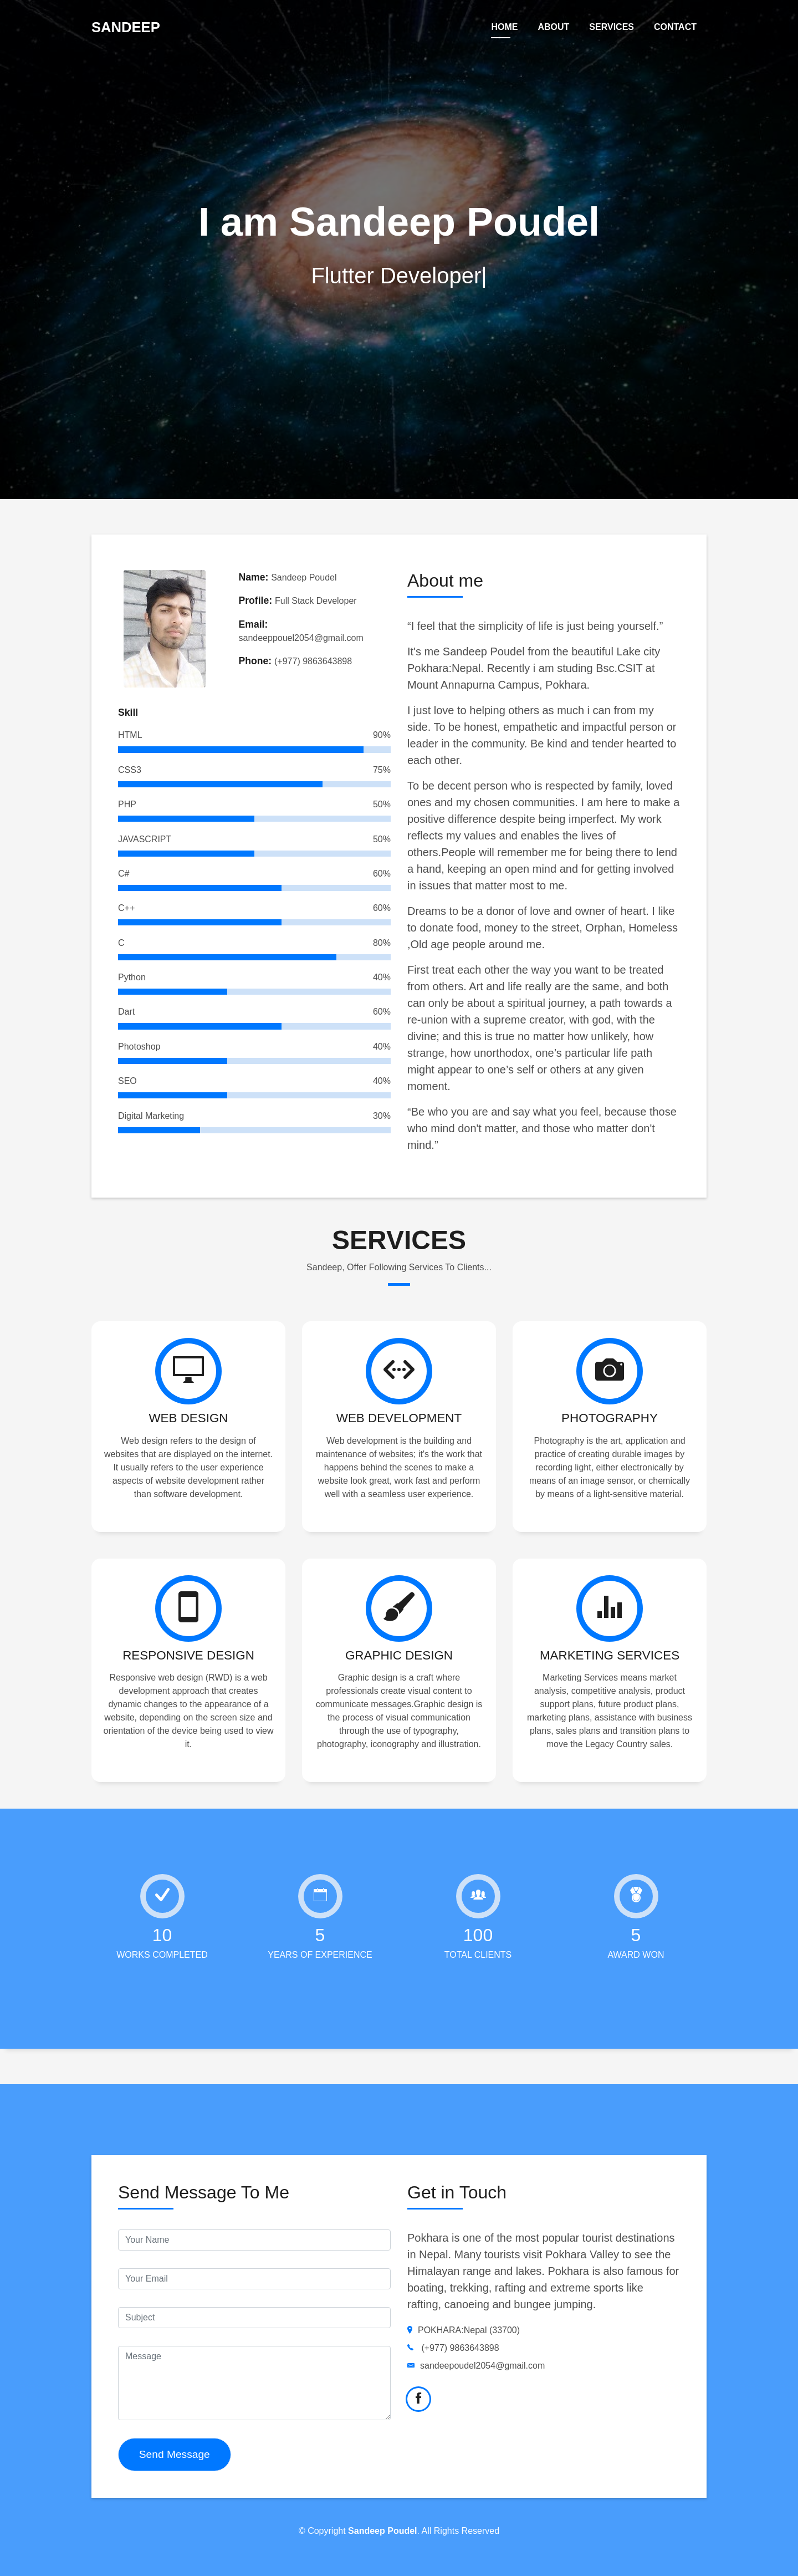 SANDEEP
HOME ABOUT SERVICES CONTACT
I am Sandeep Poudel
Flutter Developer|
Name: Sandeep Poudel
Profile: Full Stack Developer
Email:
sandeeppouel2054@gmail.com
Phone: (+977) 9863643898
Skill
HTML 90%
CSS3 75%
PHP 50%
JAVASCRIPT 50%
C# 60%
C++ 60%
C 80%
Python 40%
Dart 60%
Photoshop 40%
SEO 40%
Digital Marketing 30%
About me
“I feel that the simplicity of life is just being yourself.”
It's me Sandeep Poudel from the beautiful Lake city
Pokhara:Nepal. Recently i am studing Bsc.CSIT at
Mount Annapurna Campus, Pokhara.
I just love to helping others as much i can from my
side. To be honest, empathetic and impactful person or
leader in the community. Be kind and tender hearted to
each other.
To be decent person who is respected by family, loved
ones and my chosen communities. I am here to make a
positive difference despite being imperfect. My work
reflects my values and enables the lives of
others.People will remember me for being there to lend
a hand, keeping an open mind and for getting involved
in issues that matter most to me.
Dreams to be a donor of love and owner of heart. I like
to donate food, money to the street, Orphan, Homeless
,Old age people around me.
First treat each other the way you want to be treated
from others. Art and life really are the same, and both
can only be about a spiritual journey, a path towards a
re-union with a supreme creator, with god, with the
divine; and this is true no matter how unlikely, how
strange, how unorthodox, one’s particular life path
might appear to one’s self or others at any given
moment.
“Be who you are and say what you feel, because those
who mind don't matter, and those who matter don't
mind.”
SERVICES
Sandeep, Offer Following Services To Clients...
WEB DESIGN
Web design refers to the design of
websites that are displayed on the internet.
It usually refers to the user experience
aspects of website development rather
than software development.
WEB DEVELOPMENT
Web development is the building and
maintenance of websites; it's the work that
happens behind the scenes to make a
website look great, work fast and perform
well with a seamless user experience.
PHOTOGRAPHY
Photography is the art, application and
practice of creating durable images by
recording light, either electronically by
means of an image sensor, or chemically
by means of a light-sensitive material.
RESPONSIVE DESIGN
Responsive web design (RWD) is a web
development approach that creates
dynamic changes to the appearance of a
website, depending on the screen size and
orientation of the device being used to view
it.
GRAPHIC DESIGN
Graphic design is a craft where
professionals create visual content to
communicate messages.Graphic design is
the process of visual communication
through the use of typography,
photography, iconography and illustration.
MARKETING SERVICES
Marketing Services means market
analysis, competitive analysis, product
support plans, future product plans,
marketing plans, assistance with business
plans, sales plans and transition plans to
move the Legacy Country sales.
10
WORKS COMPLETED
5
YEARS OF EXPERIENCE
100
TOTAL CLIENTS
5
AWARD WON
Send Message To Me
Your Name
Your Email
Subject
Message
Send Message
Get in Touch
Pokhara is one of the most popular tourist destinations
in Nepal. Many tourists visit Pokhara Valley to see the
Himalayan range and lakes. Pokhara is also famous for
boating, trekking, rafting and extreme sports like
rafting, canoeing and bungee jumping.
POKHARA:Nepal (33700)
(+977) 9863643898
sandeepoudel2054@gmail.com
© Copyright Sandeep Poudel. All Rights Reserved